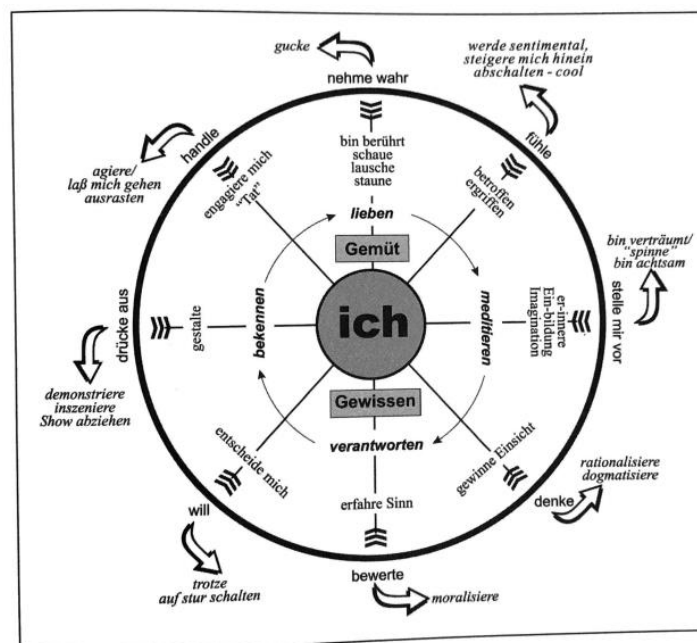 gucke
nehme wahr
werde sentimental,
steigere mich hinein
abschalten - cool
handle
fühle
agiere/
laß mich gehen
ausrasten
engagiere mich
"Tat"
bin berührt
schaue
lausche
staune
betroffen
ergriffen
lieben
Gemüt
bin verträumt/
"spinne"
bin achtsam
drücke aus
gestalte
bekennen
ich
meditieren
er-innere
Ein-bildung
Imagination
stelle mir vor
demonstriere
inszeniere
Show abziehen
Gewissen
verantworten
entscheide mich
gewinne Einsicht
rationalisiere
dogmatisiere
will
erfahre Sinn
denke
trotze
auf stur schalten
bewerte
moralisiere